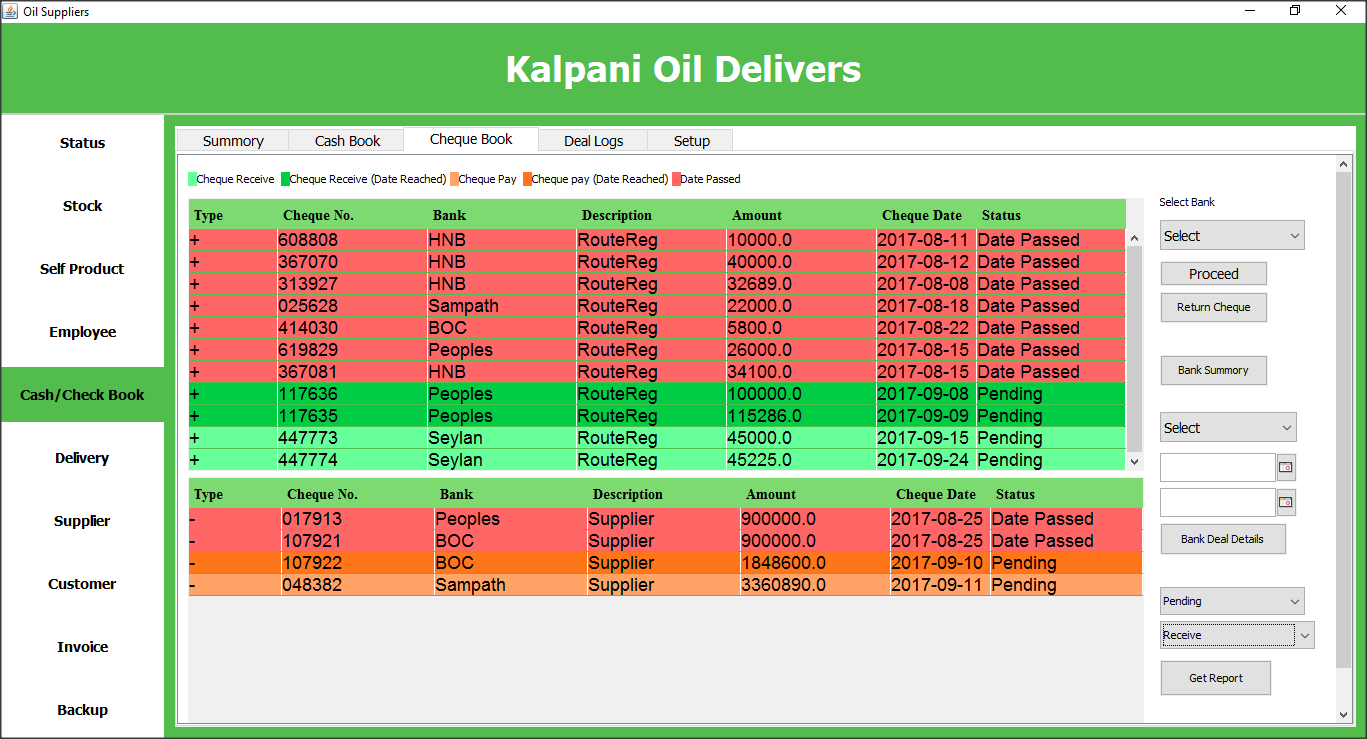 Oil Suppliers
Kalpani Oil Delivers
Status
Stock
Self Product
Employee
Cash/Check Book
Delivery
Supplier
Customer
Invoice
Backup
Summory Cash Book Cheque Book Deal Logs Setup
Cheque Receive Cheque Receive (Date Reached) Cheque Pay Cheque pay (Date Reached) Date Passed
Type Cheque No. Bank Description Amount Cheque Date Status
+ 608808 HNB RouteReg 10000.0 2017-08-11 Date Passed
+ 367070 HNB RouteReg 40000.0 2017-08-12 Date Passed
+ 313927 HNB RouteReg 32689.0 2017-08-08 Date Passed
+ 025628 Sampath RouteReg 22000.0 2017-08-18 Date Passed
+ 414030 BOC RouteReg 5800.0 2017-08-22 Date Passed
+ 619829 Peoples RouteReg 26000.0 2017-08-15 Date Passed
+ 367081 HNB RouteReg 34100.0 2017-08-15 Date Passed
+ 117636 Peoples RouteReg 100000.0 2017-09-08 Pending
+ 117635 Peoples RouteReg 115286.0 2017-09-09 Pending
+ 447773 Seylan RouteReg 45000.0 2017-09-15 Pending
+ 447774 Seylan RouteReg 45225.0 2017-09-24 Pending
Type Cheque No. Bank Description Amount Cheque Date Status
- 017913 Peoples Supplier 900000.0 2017-08-25 Date Passed
- 107921 BOC Supplier 900000.0 2017-08-25 Date Passed
- 107922 BOC Supplier 1848600.0 2017-09-10 Pending
- 048382 Sampath Supplier 3360890.0 2017-09-11 Pending
Select Bank
Select
Proceed
Return Cheque
Bank Summory
Select
Bank Deal Details
Pending
Receive
Get Report